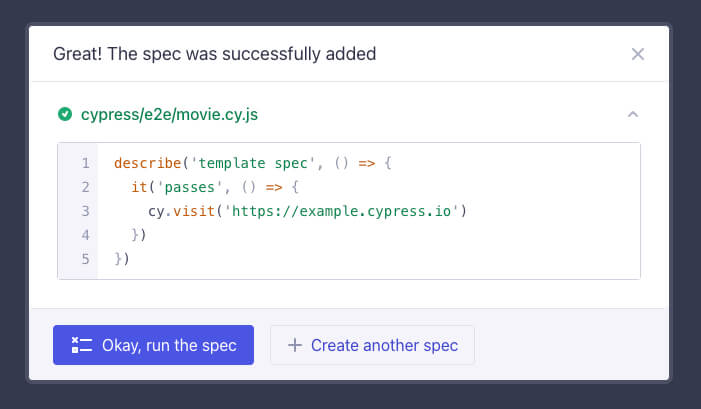 Great! The spec was successfully added
cypress/e2e/movie.cy.js
1 describe('template spec', () => {
2   it('passes', () => {
3     cy.visit('https://example.cypress.io')
4   })
5 })
Okay, run the spec
Create another spec